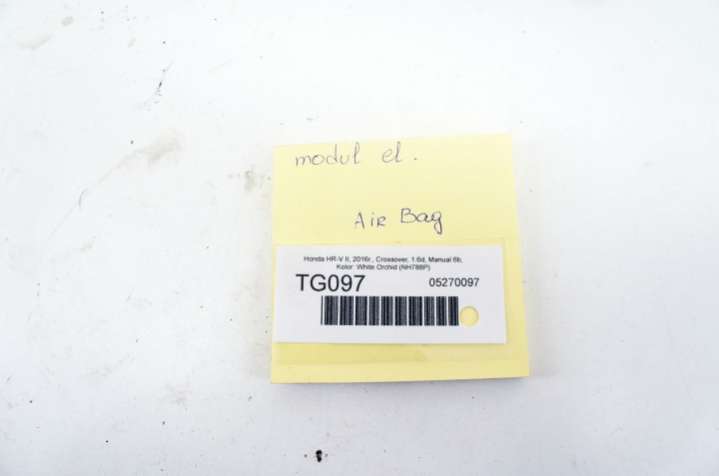 modul el.
AiR Bag
Honda HR-V II, 2016r., Crossover, 1.6d, Manual 6b,
Kolor: White Orchid (NH788P)
TG097 05270097